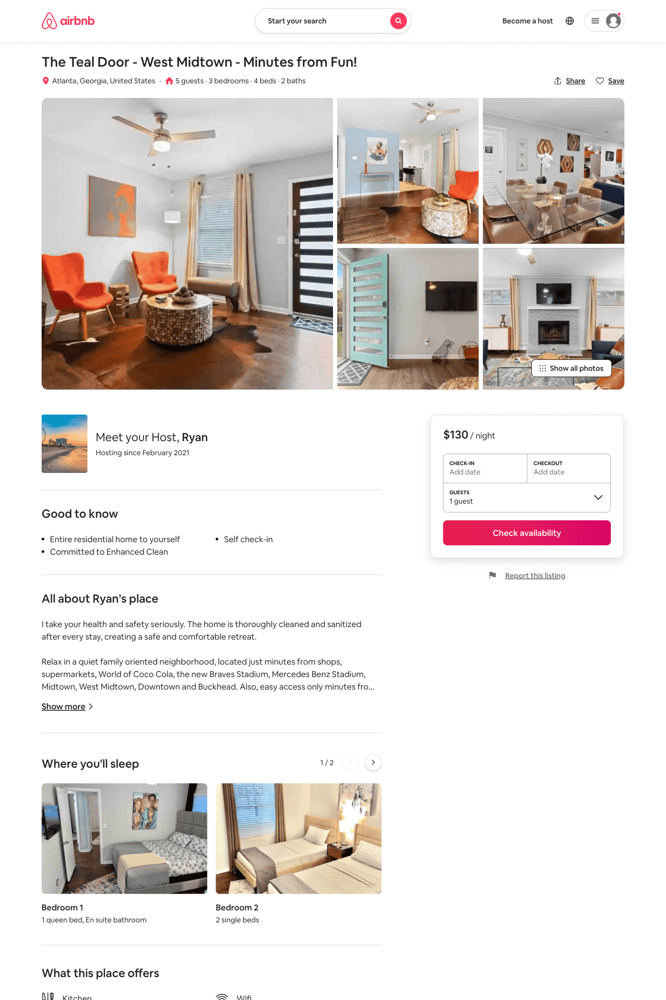 airbnb
Start your search
Become a host
The Teal Door - West Midtown - Minutes from Fun!
Atlanta, Georgia, United States · 5 guests · 3 bedrooms · 4 beds · 2 baths
Share
Save
Show all photos
Meet your Host, Ryan
Hosting since February 2021
$130 / night
CHECK-IN
Add date
CHECKOUT
Add date
GUESTS
1 guest
Check availability
Report this listing
Good to know
• Entire residential home to yourself
• Self check-in
• Committed to Enhanced Clean
All about Ryan’s place
I take your health and safety seriously. The home is thoroughly cleaned and sanitized
after every stay, creating a safe and comfortable retreat.
Relax in a quiet family oriented neighborhood, located just minutes from shops,
supermarkets, World of Coco Cola, the new Braves Stadium, Mercedes Benz Stadium,
Midtown, West Midtown, Downtown and Buckhead. Also, easy access only minutes fro...
Show more
Where you'll sleep
1 / 2
Bedroom 1
1 queen bed, En suite bathroom
Bedroom 2
2 single beds
What this place offers
Kitchen
Wifi